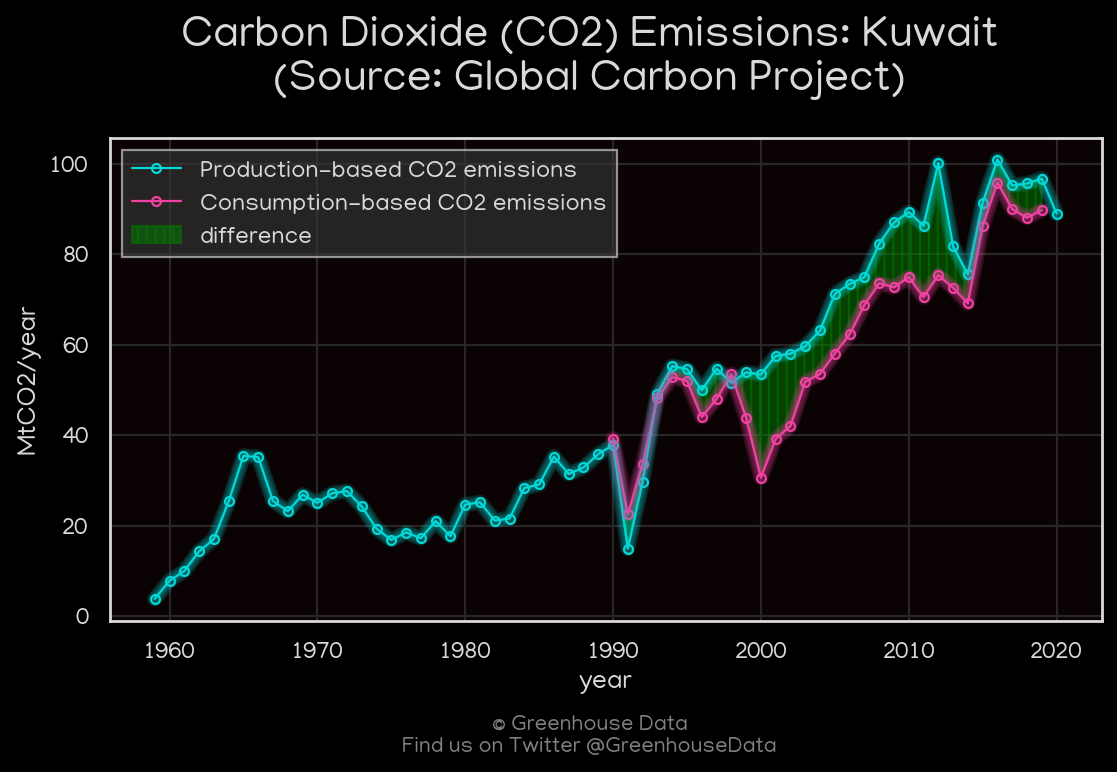 Carbon Dioxide (CO2) Emissions: Kuwait
(Source: Global Carbon Project)
MtCO2/year
100
80
60
40
20
0
Production-based CO2 emissions
Consumption-based CO2 emissions
difference
1960 1970 1980 1990 2000 2010 2020
year
© Greenhouse Data
Find us on Twitter @GreenhouseData